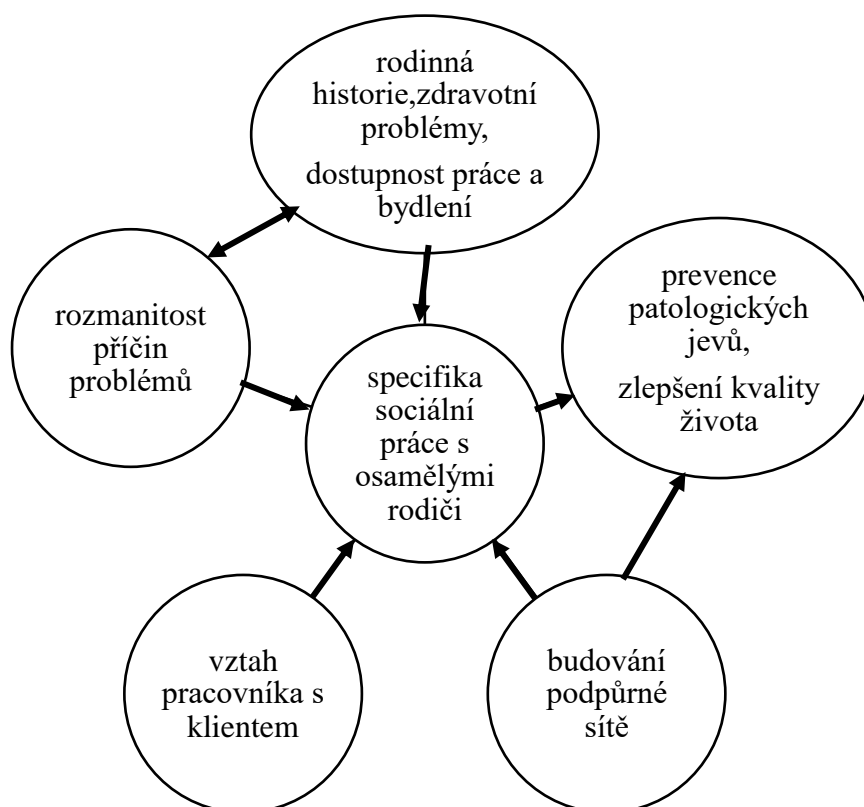 rodinná
historie,zdravotní
problémy,
dostupnost práce a
bydlení
rozmanitost
příčin
problémů
specifika
sociální
práce s
osamělými
rodiči
prevence
patologických
jevů,
zlepšení kvality
života
vztah
pracovníka s
klientem
budování
podpůrné
sítě